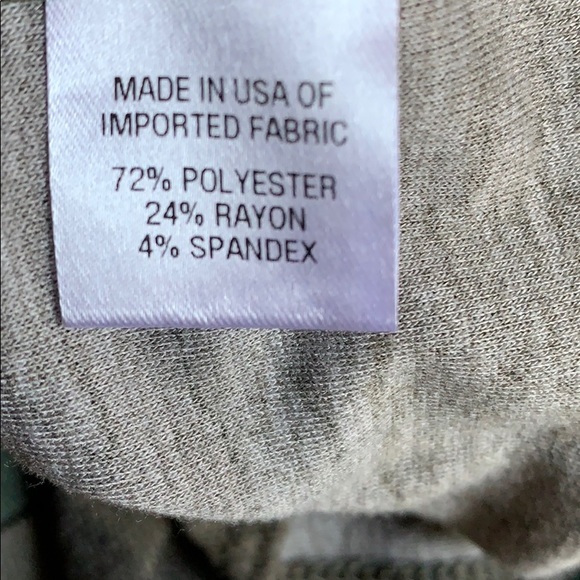 MADE IN USA OF
IMPORTED FABRIC
72% POLYESTER
24% RAYON
4% SPANDEX